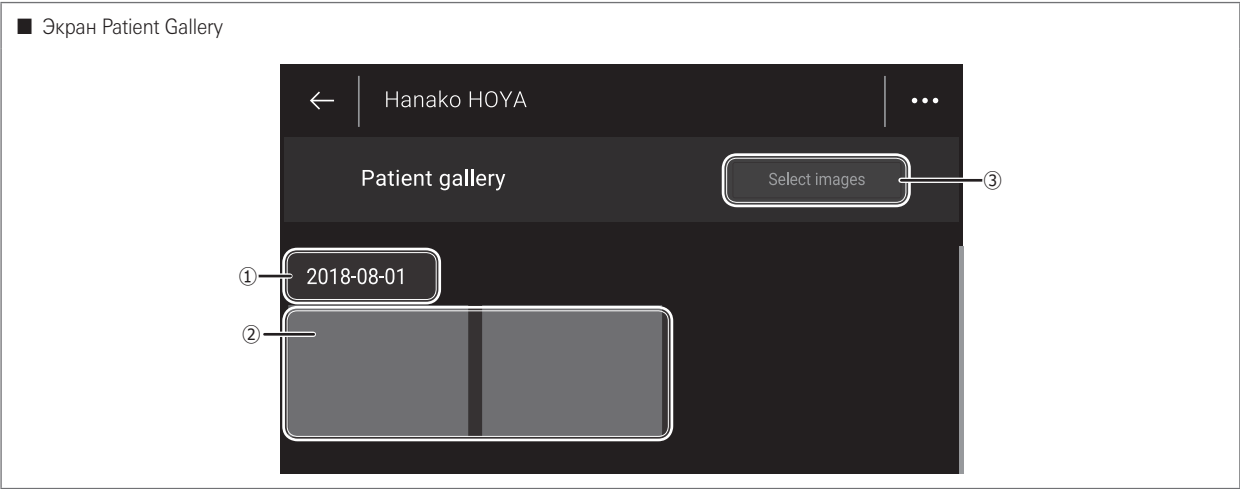 ■ Экран Patient Gallery
Hanako HOYA
Patient gallery
Select images
③
①
2018-08-01
②